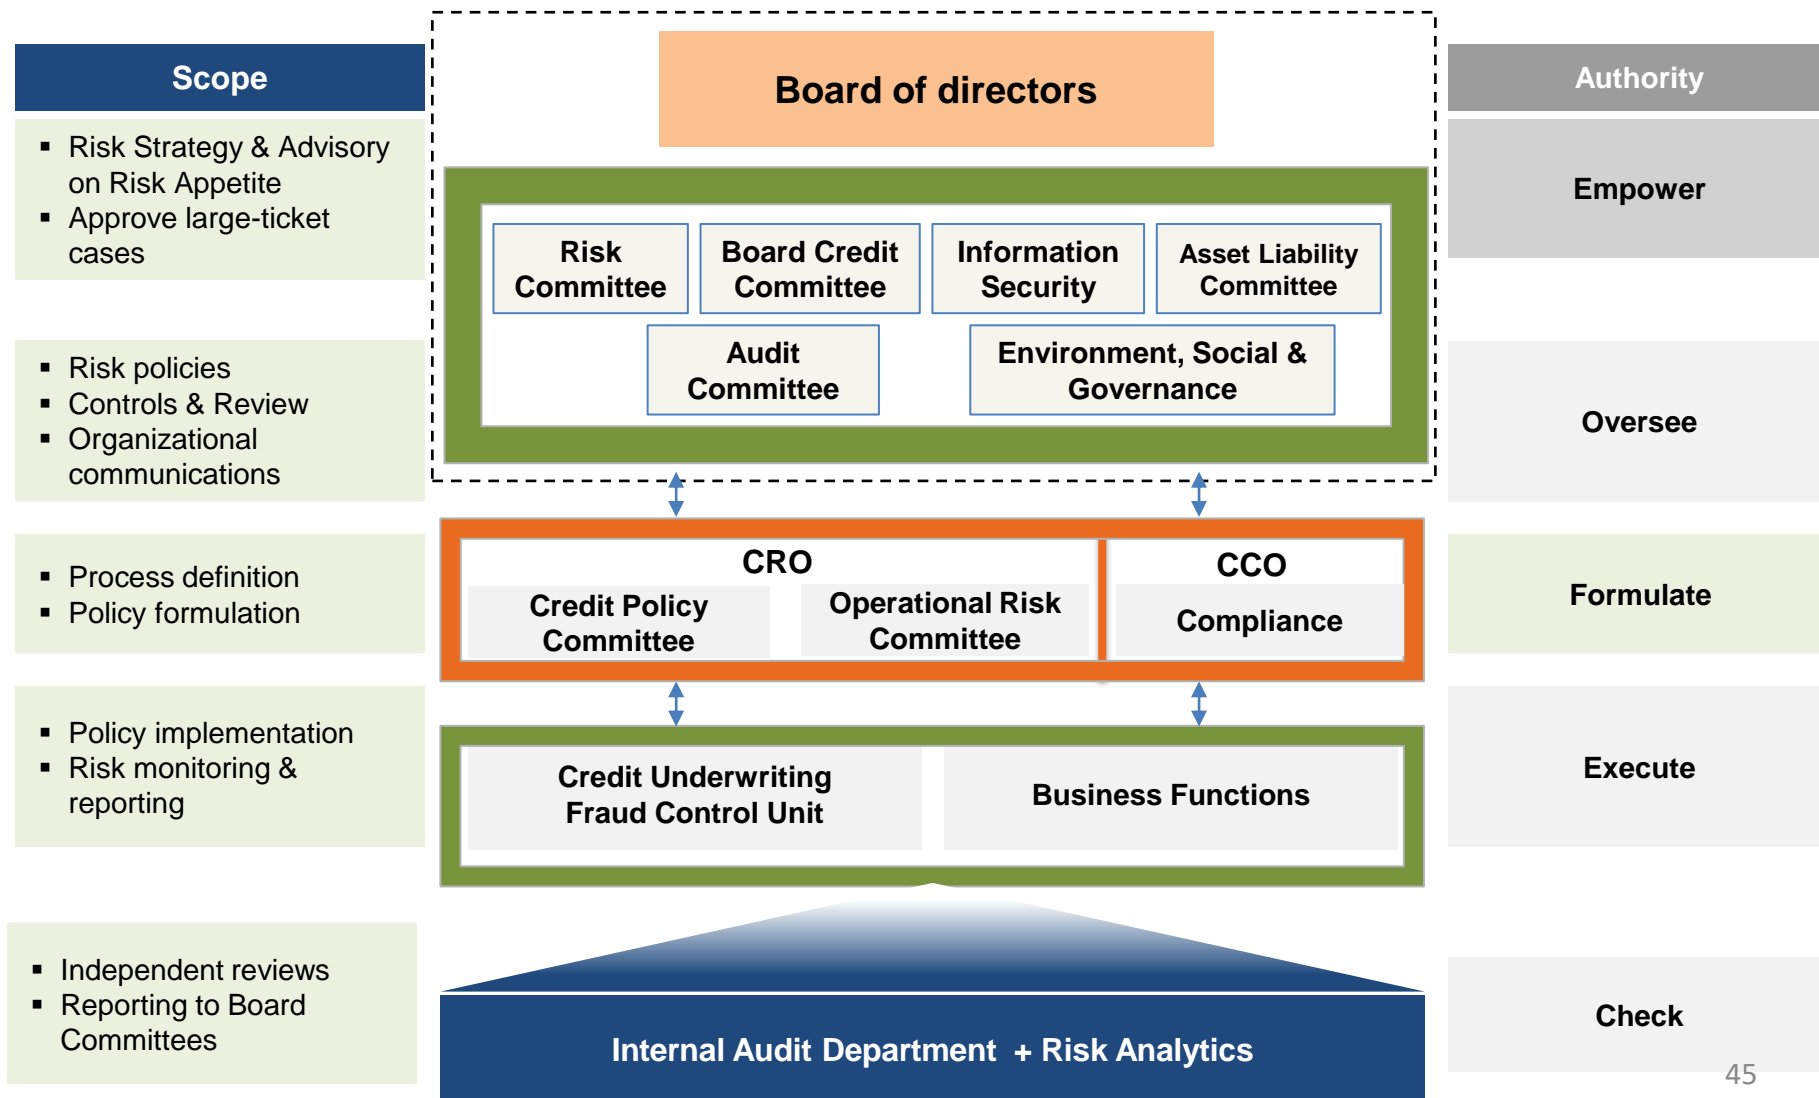 Scope
Board of directors
Authority
▪ Risk Strategy & Advisory
on Risk Appetite
▪ Approve large-ticket
cases
Empower
Risk
Committee
Board Credit
Committee
Information
Security
Asset Liability
Committee
Audit
Committee
Environment, Social &
Governance
▪ Risk policies
▪ Controls & Review
▪ Organizational
communications
Oversee
▪ Process definition
▪ Policy formulation
CRO
Credit Policy
Committee
Operational Risk
Committee
CCO
Compliance
Formulate
▪ Policy implementation
▪ Risk monitoring &
reporting
Credit Underwriting
Fraud Control Unit
Business Functions
Execute
▪ Independent reviews
▪ Reporting to Board
Committees
Internal Audit Department + Risk Analytics
Check
45